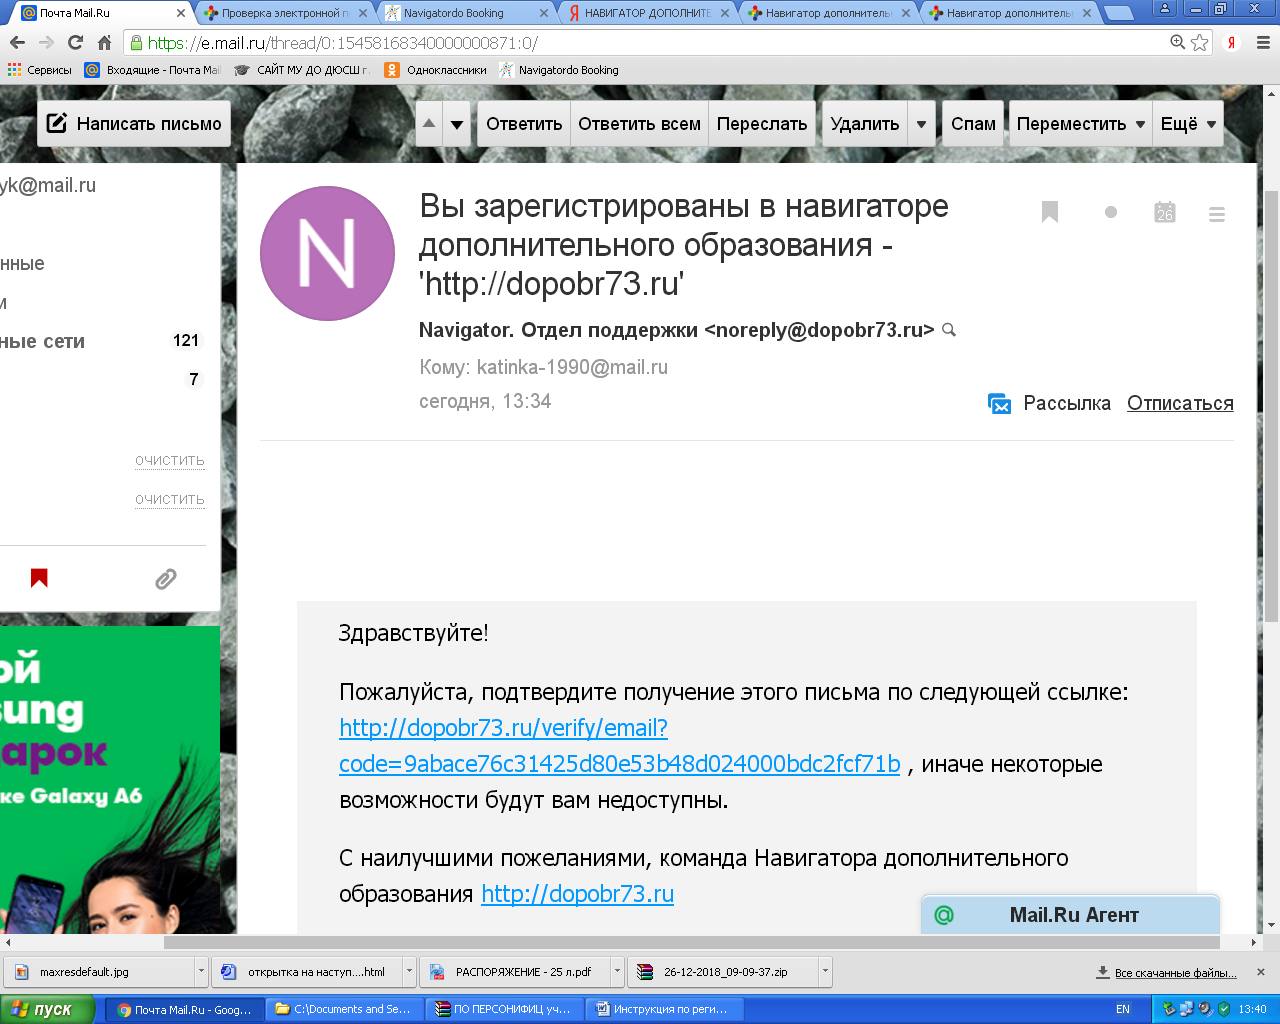 Почта Mail.Ru
Проверка электронной п
Navigatordo Booking
НАВИГАТОР ДОПОЛНИТЕ
Навигатор дополнитель
Навигатор дополнитель
https://e.mail.ru/thread/0:15458168340000000871:0/
Сервисы
Входящие - Почта Mai
САЙТ МУ ДО ДЮСШ г.
Одноклассники
Navigatordo Booking
Написать письмо
Ответить
Ответить всем
Переслать
Удалить
Спам
Переместить
Ещё
yk@mail.ru
нные
и
ные сети 121
7
очистить
очистить
N
Вы зарегистрированы в навигаторе
дополнительного образования -
'http://dopobr73.ru'
26
Navigator. Отдел поддержки <noreply@dopobr73.ru>
Кому: katinka-1990@mail.ru
сегодня, 13:34
Рассылка Отписаться
Здравствуйте!
Пожалуйста, подтвердите получение этого письма по следующей ссылке:
http://dopobr73.ru/verify/email?
code=9abace76c31425d80e53b48d024000bdc2fcf71b , иначе некоторые
возможности будут вам недоступны.
С наилучшими пожеланиями, команда Навигатора дополнительного
образования http://dopobr73.ru
ой
sung
арок
ке Galaxy A6
Mail.Ru Агент
maxresdefault.jpg
открытка на наступ....html
РАСПОРЯЖЕНИЕ - 25 л.pdf
26-12-2018_09-09-37.zip
Все скачанные файлы...
пуск
Почта Mail.Ru - Goog...
C:\Documents and Se...
ПО ПЕРСОНИФИЦ уч...
Инструкция по реги...
EN
13:40